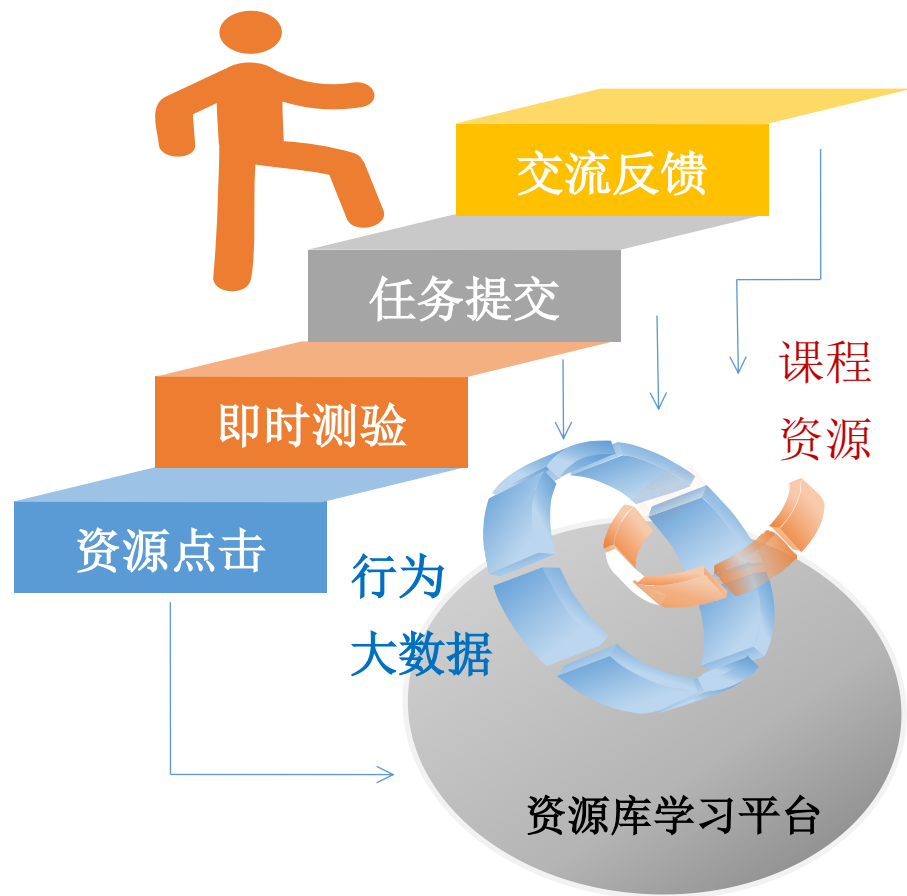 交流反馈
任务提交
课程
资源
即时测验
资源点击
行为
大数据
资源库学习平台